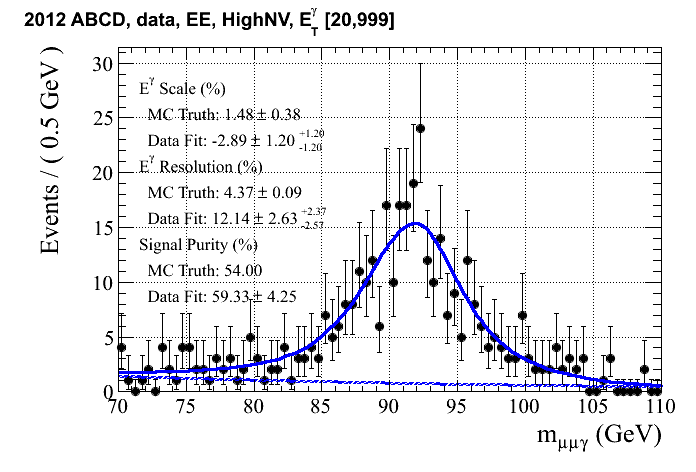 2012 ABCD, data, EE, HighNV, E_T^γ [20,999]
Events / ( 0.5 GeV )
30
25
20
15
10
5
0
E^γ Scale (%)
MC Truth: 1.48 ± 0.38
Data Fit: -2.89 ± 1.20 +1.20 -1.20
E^γ Resolution (%)
MC Truth: 4.37 ± 0.09
Data Fit: 12.14 ± 2.63 +2.37 -2.57
Signal Purity (%)
MC Truth: 54.00
Data Fit: 59.33 ± 4.25
70 75 80 85 90 95 100 105 110
m_μμγ (GeV)